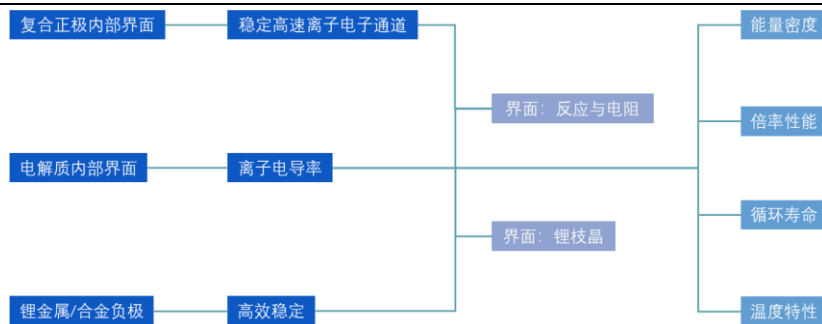 复合正极内部界面
稳定高速离子电子通道
能量密度
界面：反应与电阻
倍率性能
电解质内部界面
离子电导率
循环寿命
界面：锂枝晶
锂金属/合金负极
高效稳定
温度特性